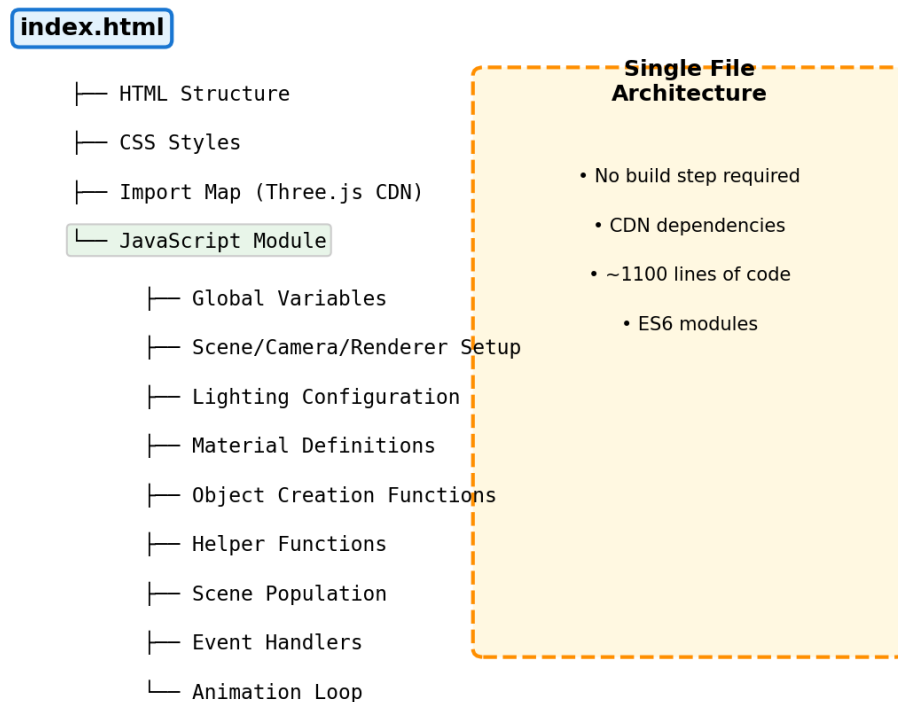 index.html
├── HTML Structure
├── CSS Styles
├── Import Map (Three.js CDN)
└── JavaScript Module
├── Global Variables
├── Scene/Camera/Renderer Setup
├── Lighting Configuration
├── Material Definitions
├── Object Creation Functions
├── Helper Functions
├── Scene Population
├── Event Handlers
└── Animation Loop
Single File
Architecture
• No build step required
• CDN dependencies
• ~1100 lines of code
• ES6 modules